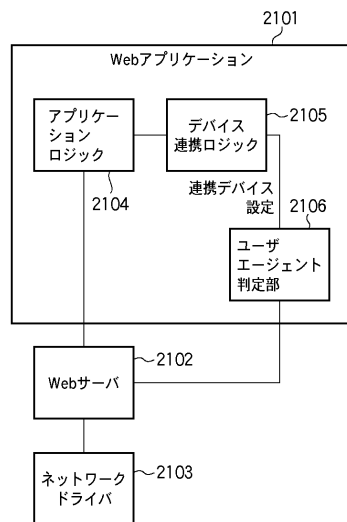 2101
Webアプリケーション
アプリケー
ション
ロジック
2104
デバイス
連携ロジック
2105
連携デバイス
設定
2106
ユーザ
エージェント
判定部
Webサーバ
2102
ネットワーク
ドライバ
2103